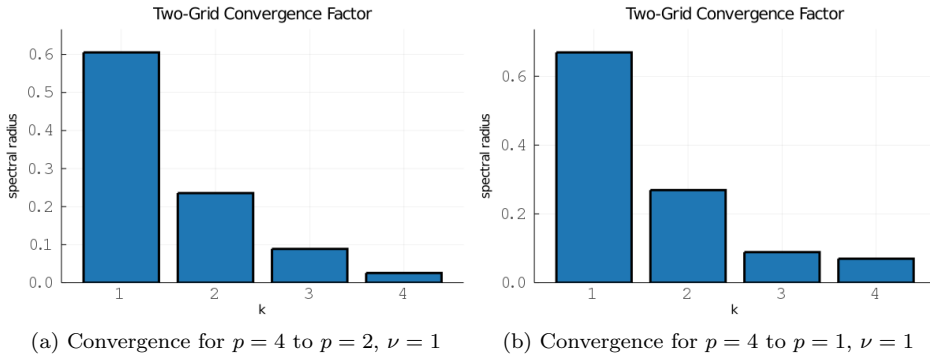 Two-Grid Convergence Factor
spectral radius
0.6
0.5
0.4
0.3
0.2
0.1
0.0
1 2 3 4
k
(a) Convergence for p = 4 to p = 2, ν = 1
Two-Grid Convergence Factor
spectral radius
0.6
0.4
0.2
0.0
1 2 3 4
k
(b) Convergence for p = 4 to p = 1, ν = 1